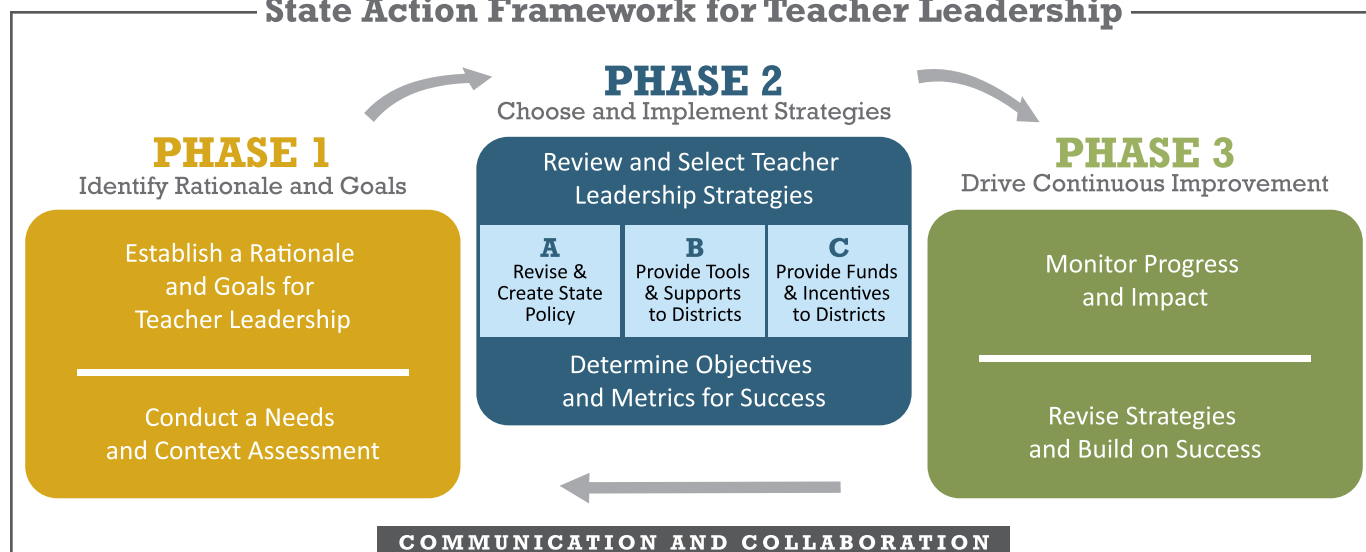 State Action Framework for Teacher Leadership
PHASE 1
Identify Rationale and Goals
Establish a Rationale
and Goals for
Teacher Leadership
Conduct a Needs
and Context Assessment
PHASE 2
Choose and Implement Strategies
Review and Select Teacher
Leadership Strategies
A
Revise &
Create State
Policy
B
Provide Tools
& Supports
to Districts
C
Provide Funds
& Incentives
to Districts
Determine Objectives
and Metrics for Success
PHASE 3
Drive Continuous Improvement
Monitor Progress
and Impact
Revise Strategies
and Build on Success
COMMUNICATION AND COLLABORATION